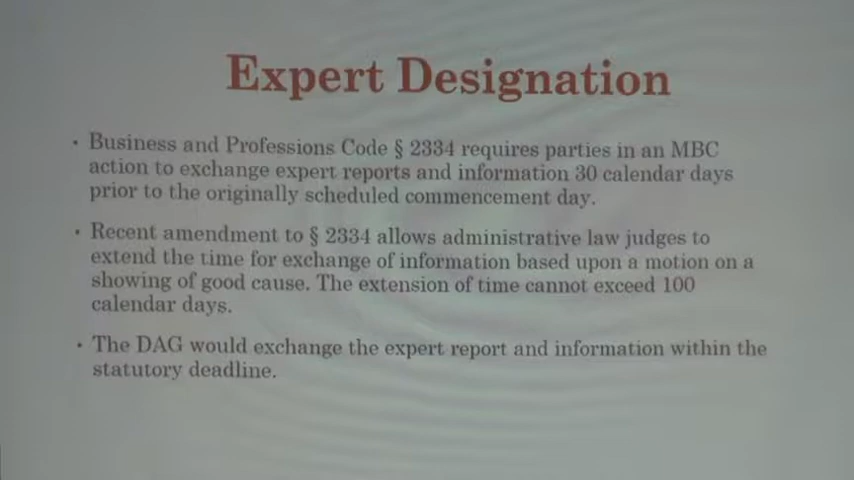 Expert Designation
• Business and Professions Code § 2334 requires parties in an MBC
action to exchange expert reports and information 30 calendar days
prior to the originally scheduled commencement day.
• Recent amendment to § 2334 allows administrative law judges to
extend the time for exchange of information based upon a motion on a
showing of good cause. The extension of time cannot exceed 100
calendar days.
• The DAG would exchange the expert report and information within the
statutory deadline.